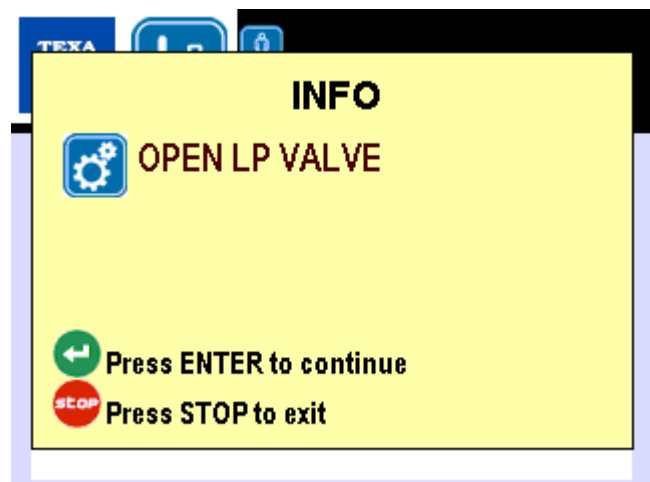 TEXA
INFO
OPEN LP VALVE
Press ENTER to continue
stop
Press STOP to exit